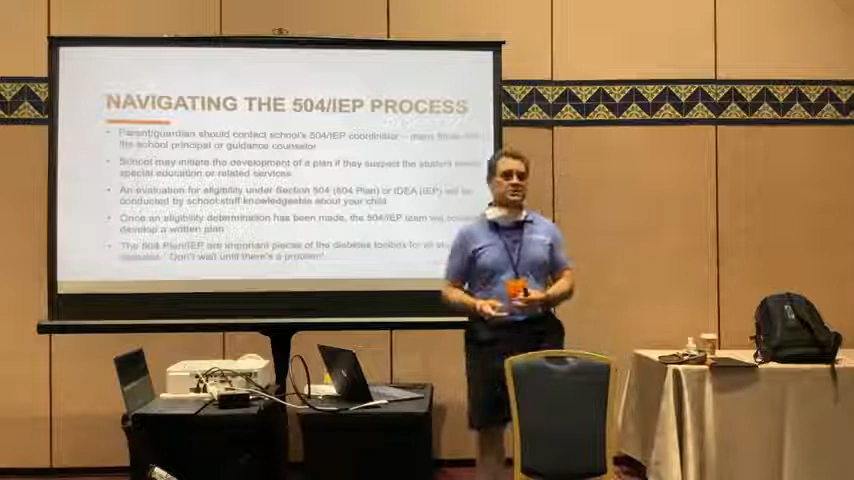 NAVIGATING THE 504/IEP PROCESS
• Parent/guardian should contact school's 504/IEP coordinator – many times
the school principal or guidance counselor
• School may initiate the development of a plan if they suspect the student needs
special education or related services
• An evaluation for eligibility under Section 504 (504 Plan) or IDEA (IEP) will be
conducted by school staff knowledgeable about your child
• Once an eligibility determination has been made, the 504/IEP team will
develop a written plan
• The 504 Plan/IEP are important pieces of the diabetes toolbox for all
Don't wait until there's a problem!